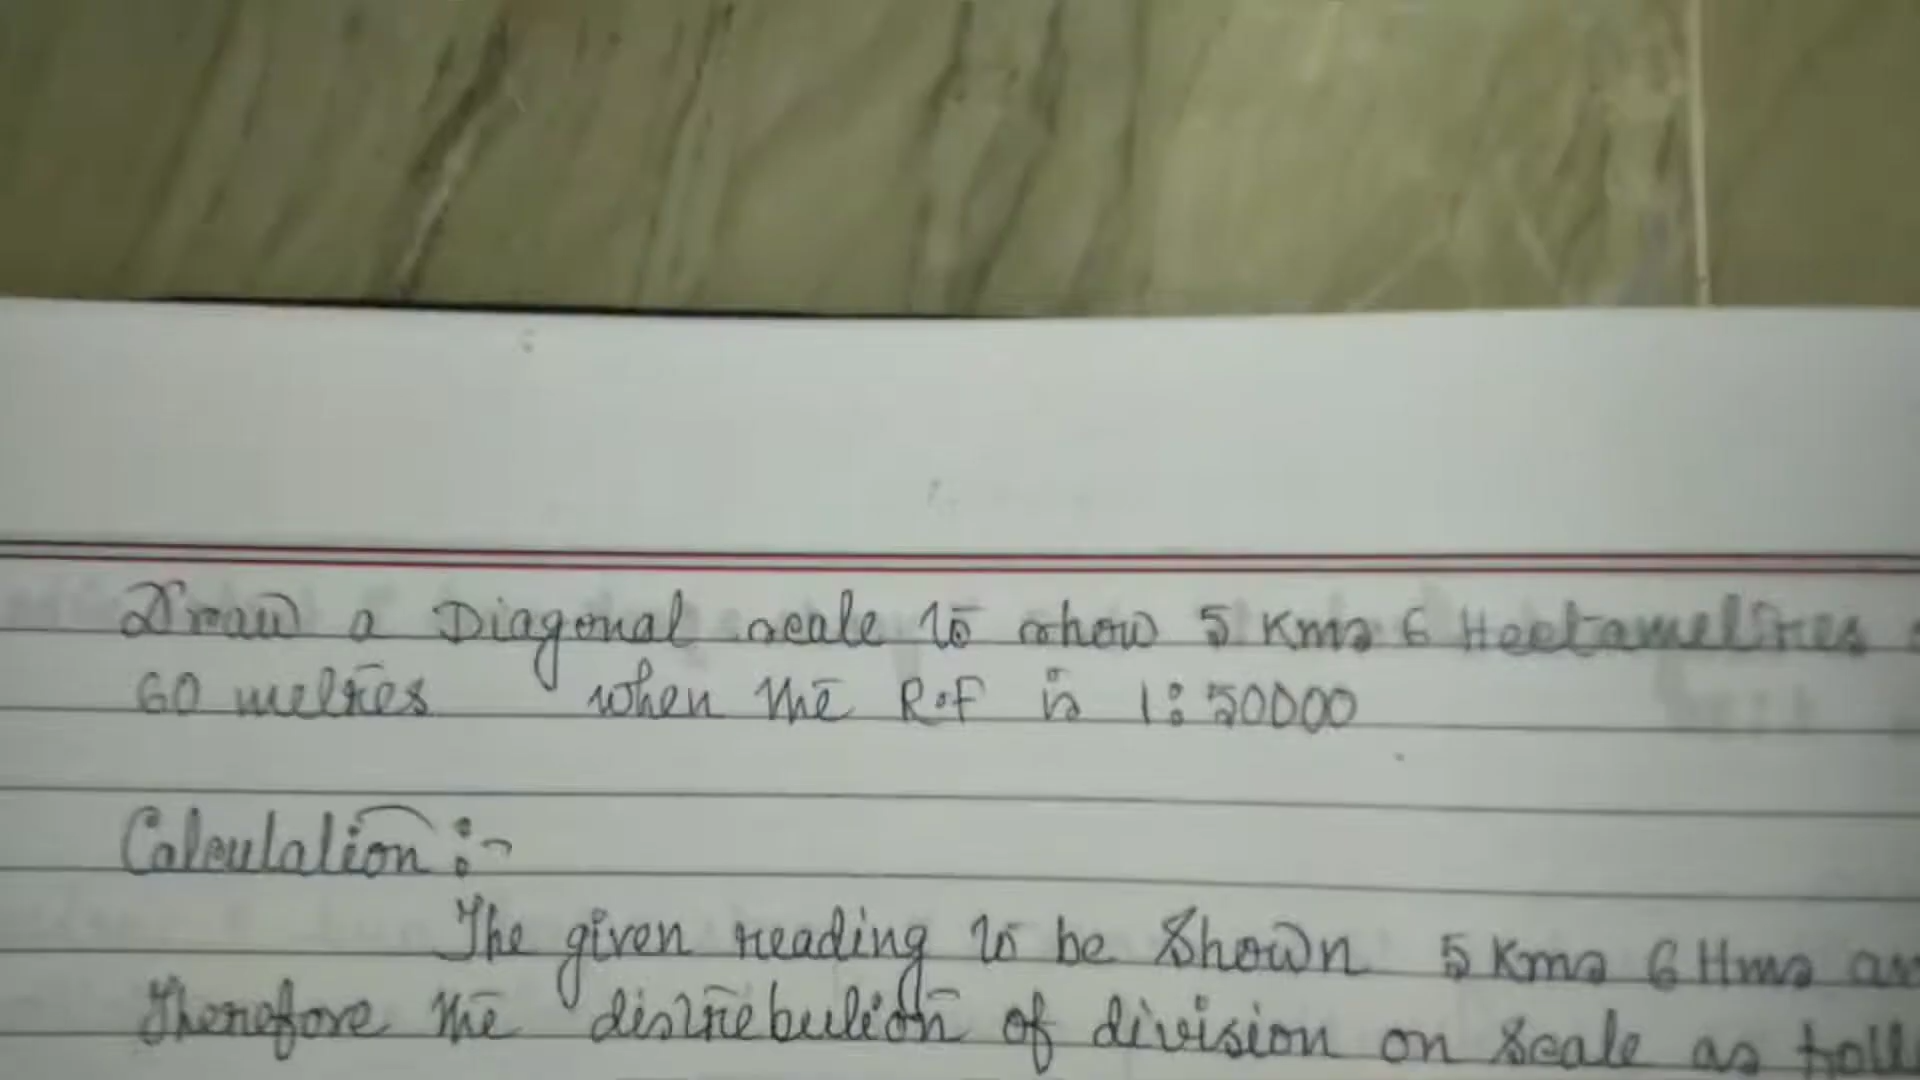 Draw a Diagonal scale to show 5 Kms 6 Hectametres
60 metres when the R.F is 1:50000
Calculation :-
The given reading to be Shown 5 Kms 6 Hms
Therefore the distribution of division on Scale as